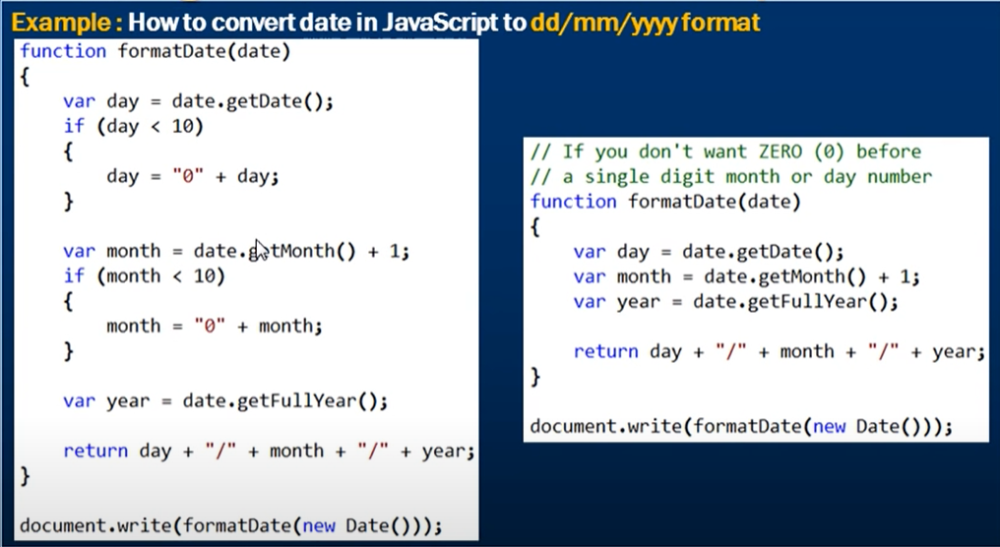 Example : How to convert date in JavaScript to dd/mm/yyyy format
function formatDate(date)
{
    var day = date.getDate();
    if (day < 10)
    {
        day = "0" + day;
    }

    var month = date.getMonth() + 1;
    if (month < 10)
    {
        month = "0" + month;
    }

    var year = date.getFullYear();

    return day + "/" + month + "/" + year;
}

document.write(formatDate(new Date()));
// If you don't want ZERO (0) before
// a single digit month or day number
function formatDate(date)
{
    var day = date.getDate();
    var month = date.getMonth() + 1;
    var year = date.getFullYear();

    return day + "/" + month + "/" + year;
}

document.write(formatDate(new Date()));